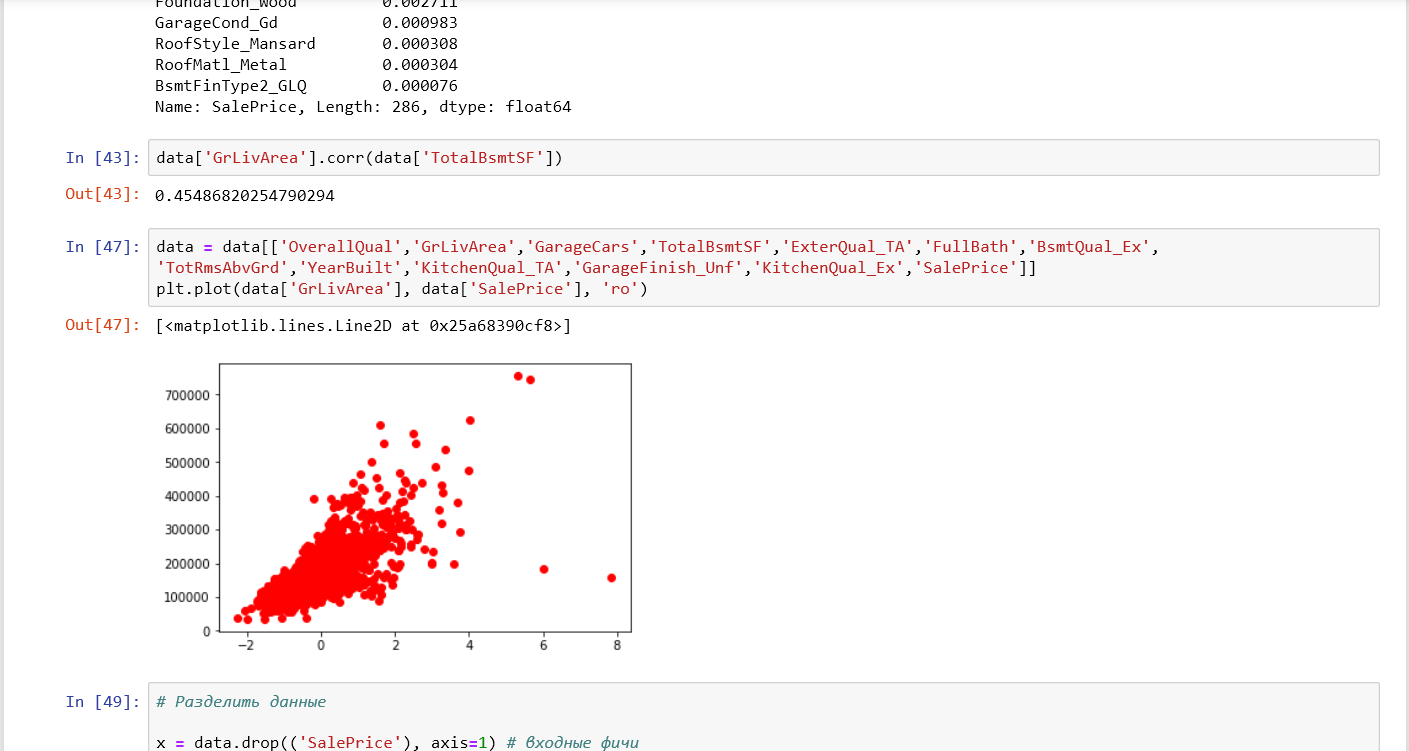 Foundation_Wood 0.002711
GarageCond_Gd 0.000983
RoofStyle_Mansard 0.000308
RoofMatl_Metal 0.000304
BsmtFinType2_GLQ 0.000076
Name: SalePrice, Length: 286, dtype: float64
In [43]: data['GrLivArea'].corr(data['TotalBsmtSF'])
Out[43]: 0.45486820254790294
In [47]: data = data[['OverallQual','GrLivArea','GarageCars','TotalBsmtSF','ExterQual_TA','FullBath','BsmtQual_Ex',
'TotRmsAbvGrd','YearBuilt','KitchenQual_TA','GarageFinish_Unf','KitchenQual_Ex','SalePrice']]
plt.plot(data['GrLivArea'], data['SalePrice'], 'ro')
Out[47]: [<matplotlib.lines.Line2D at 0x25a68390cf8>]
700000
600000
500000
400000
300000
200000
100000
0
−2 0 2 4 6 8
In [49]: # Разделить данные
x = data.drop(('SalePrice'), axis=1) # входные фичи